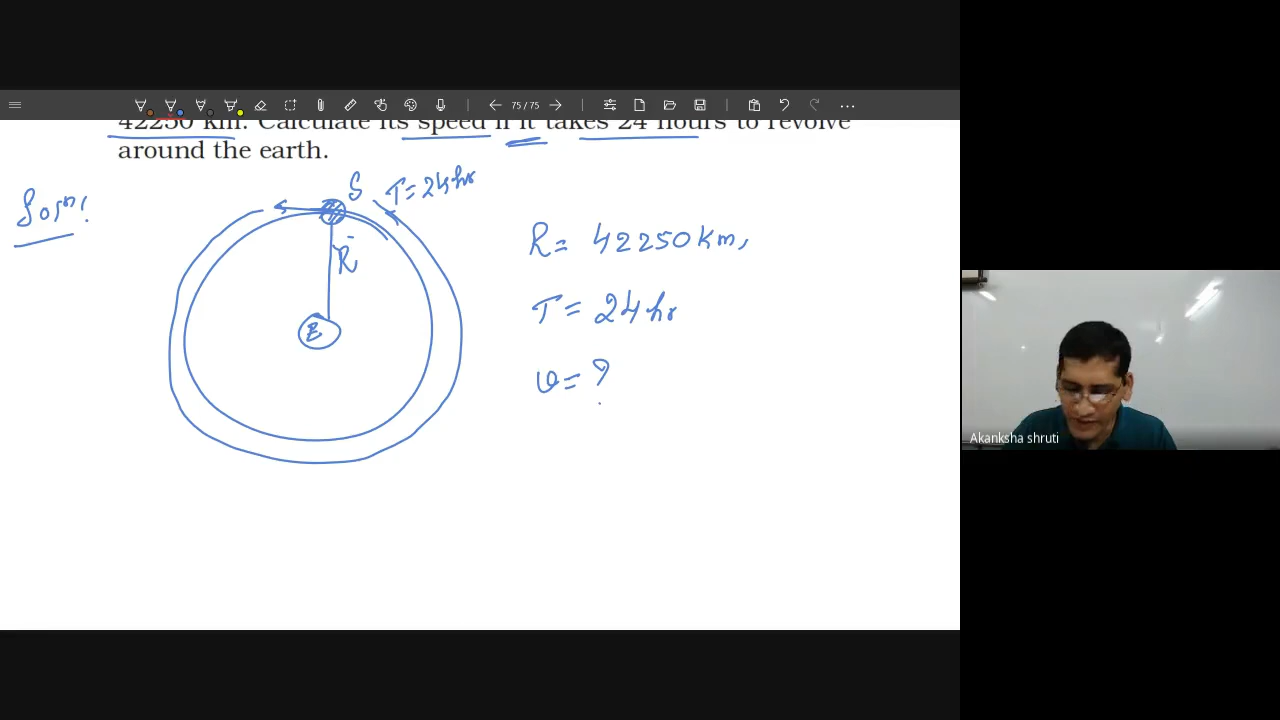 75 / 75
42250 km. Calculate its speed if it takes 24 hours to revolve
around the earth.
Soln:
S
T = 24 hr
R
E
R = 42250 Km,
T = 24 hr
v = ?
Akanksha shruti